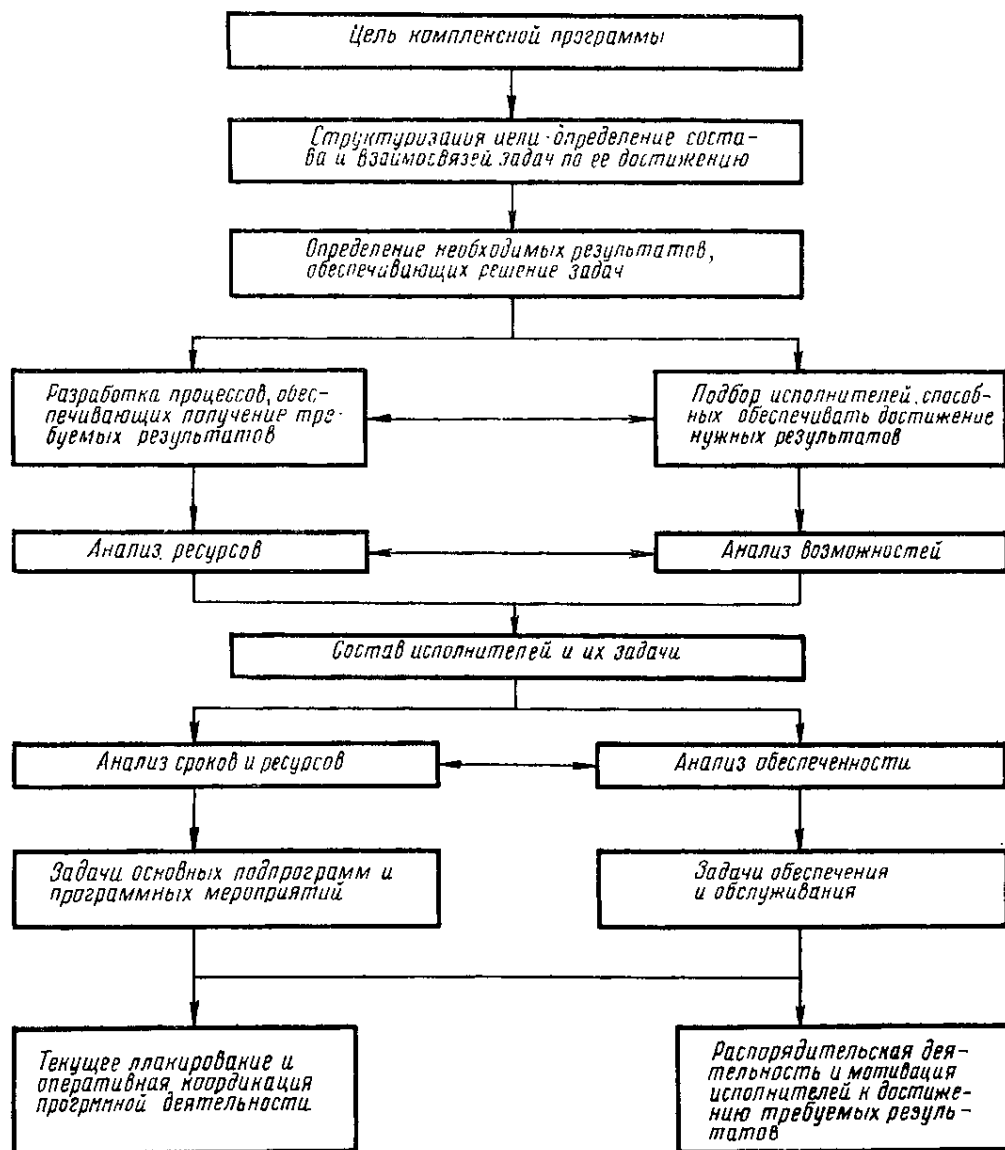 Цель комплексной программы
Структуризация цели-определение соста-
ва и взаимосвязей задач по ее достижению
Определение необходимых результатов,
обеспечивающих решение задач
Разработка процессов, обес-
печивающих получение тре-
буемых результатов
Подбор исполнителей, способ-
ных обеспечивать достижение
нужных результатов
Анализ ресурсов
Анализ возможностей
Состав исполнителей и их задачи
Анализ сроков и ресурсов
Анализ обеспеченности
Задачи основных подпрограмм и
программных мероприятий
Задачи обеспечения
и обслуживания
Текущее планирование и
оперативная координация
програмной деятельности
Распорядительская дея-
тельность и мотивация
исполнителей к достиже-
нию требуемых резуль-
татов